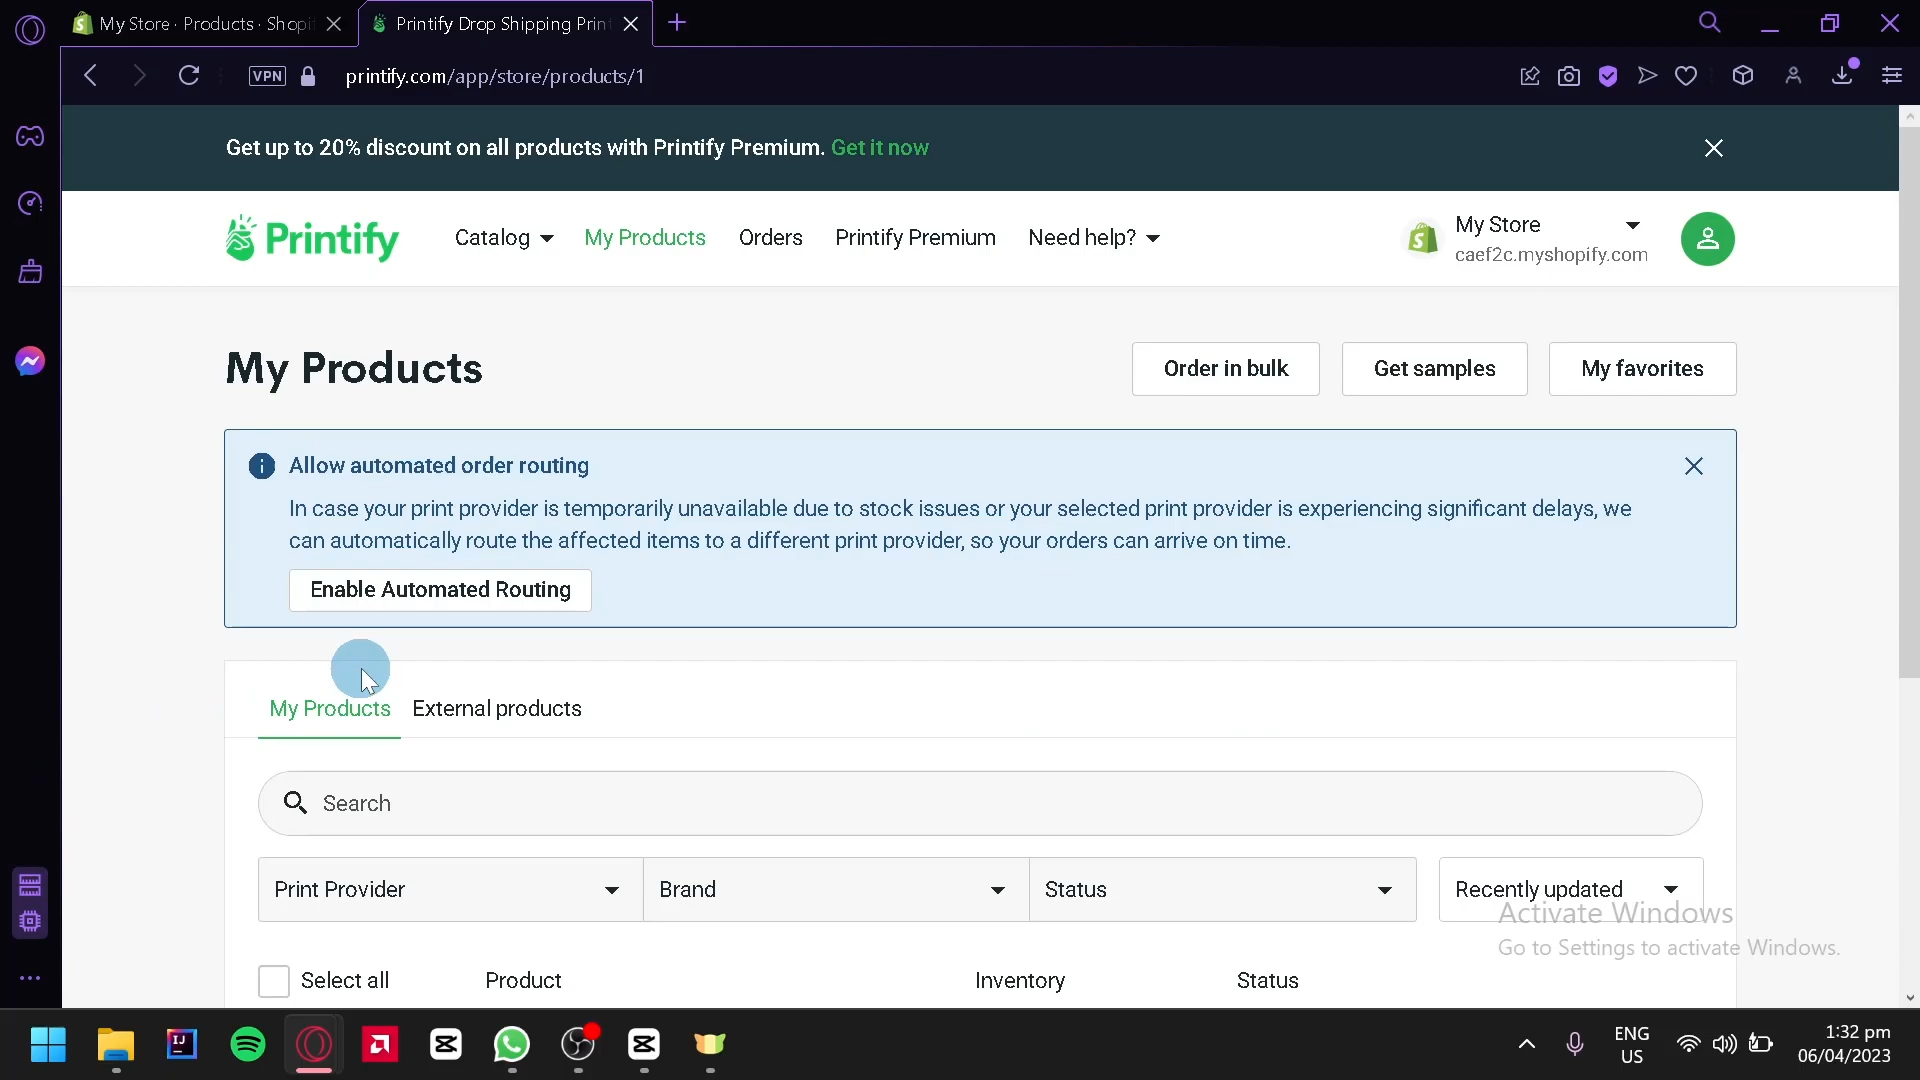 My Store · Products · Shopi
Printify Drop Shipping Print
VPN
printify.com/app/store/products/1
Get up to 20% discount on all products with Printify Premium. Get it now
Printify
Catalog
My Products
Orders
Printify Premium
Need help?
My Store
caef2c.myshopify.com
My Products
Order in bulk
Get samples
My favorites
Allow automated order routing
In case your print provider is temporarily unavailable due to stock issues or your selected print provider is experiencing significant delays, we
can automatically route the affected items to a different print provider, so your orders can arrive on time.
Enable Automated Routing
My Products
External products
Search
Print Provider
Brand
Status
Recently updated
Activate Windows
Go to Settings to activate Windows.
Select all
Product
Inventory
Status
IJ
ENG
US
1:32 pm
06/04/2023